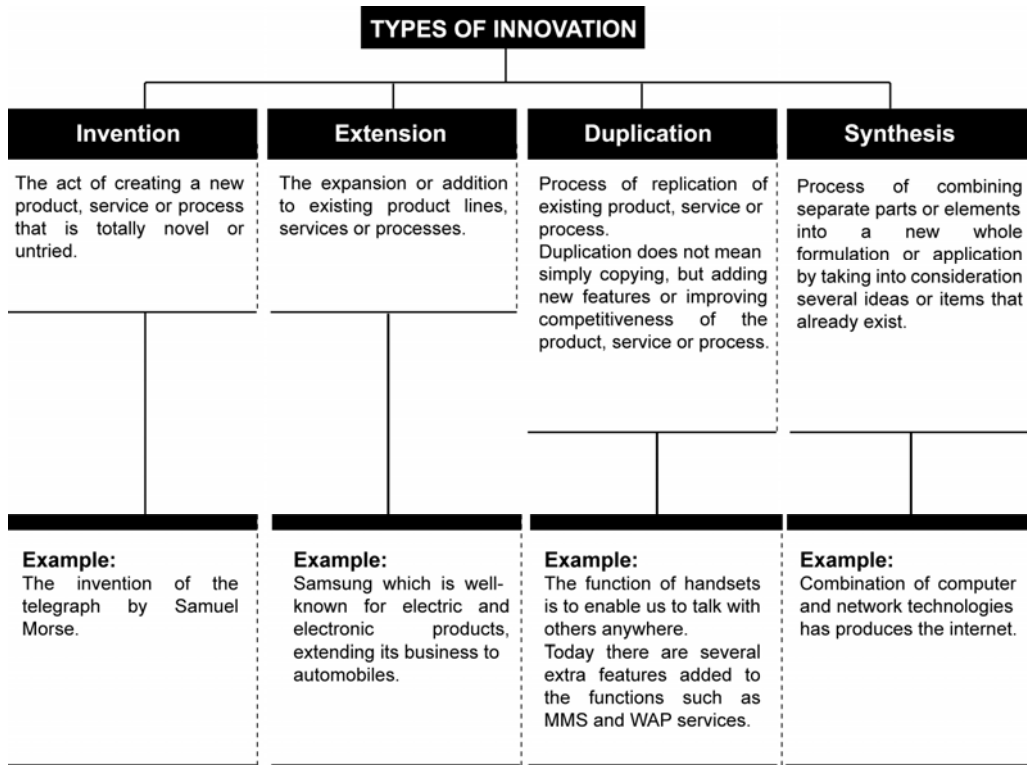 TYPES OF INNOVATION
Invention
The act of creating a new
product, service or process
that is totally novel or
untried.
Extension
The expansion or addition
to existing product lines,
services or processes.
Duplication
Process of replication of
existing product, service or
process.
Duplication does not mean
simply copying, but adding
new features or improving
competitiveness of the
product, service or process.
Synthesis
Process of combining
separate parts or elements
into a new whole
formulation or application
by taking into consideration
several ideas or items that
already exist.
Example:
The invention of the
telegraph by Samuel
Morse.
Example:
Samsung which is well-
known for electric and
electronic products,
extending its business to
automobiles.
Example:
The function of handsets
is to enable us to talk with
others anywhere.
Today there are several
extra features added to
the functions such as
MMS and WAP services.
Example:
Combination of computer
and network technologies
has produces the internet.